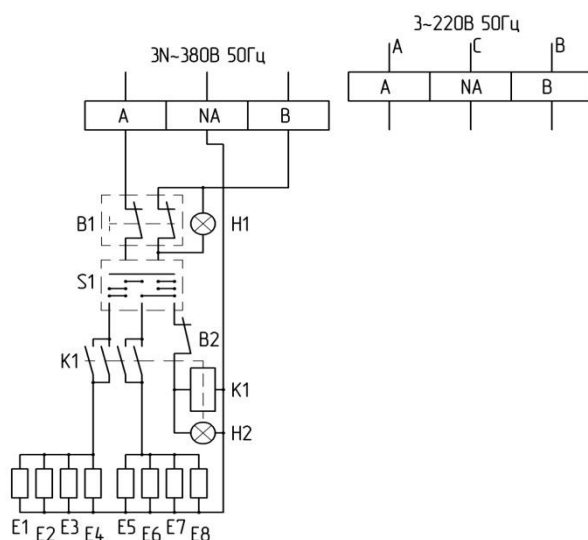 3~220В 50Гц
A C B
A NA B
3N~380В 50Гц
A NA B
B1 H1
S1
B2
K1
K1
H2
E1 E2 E3 E4 E5 E6 E7 E8